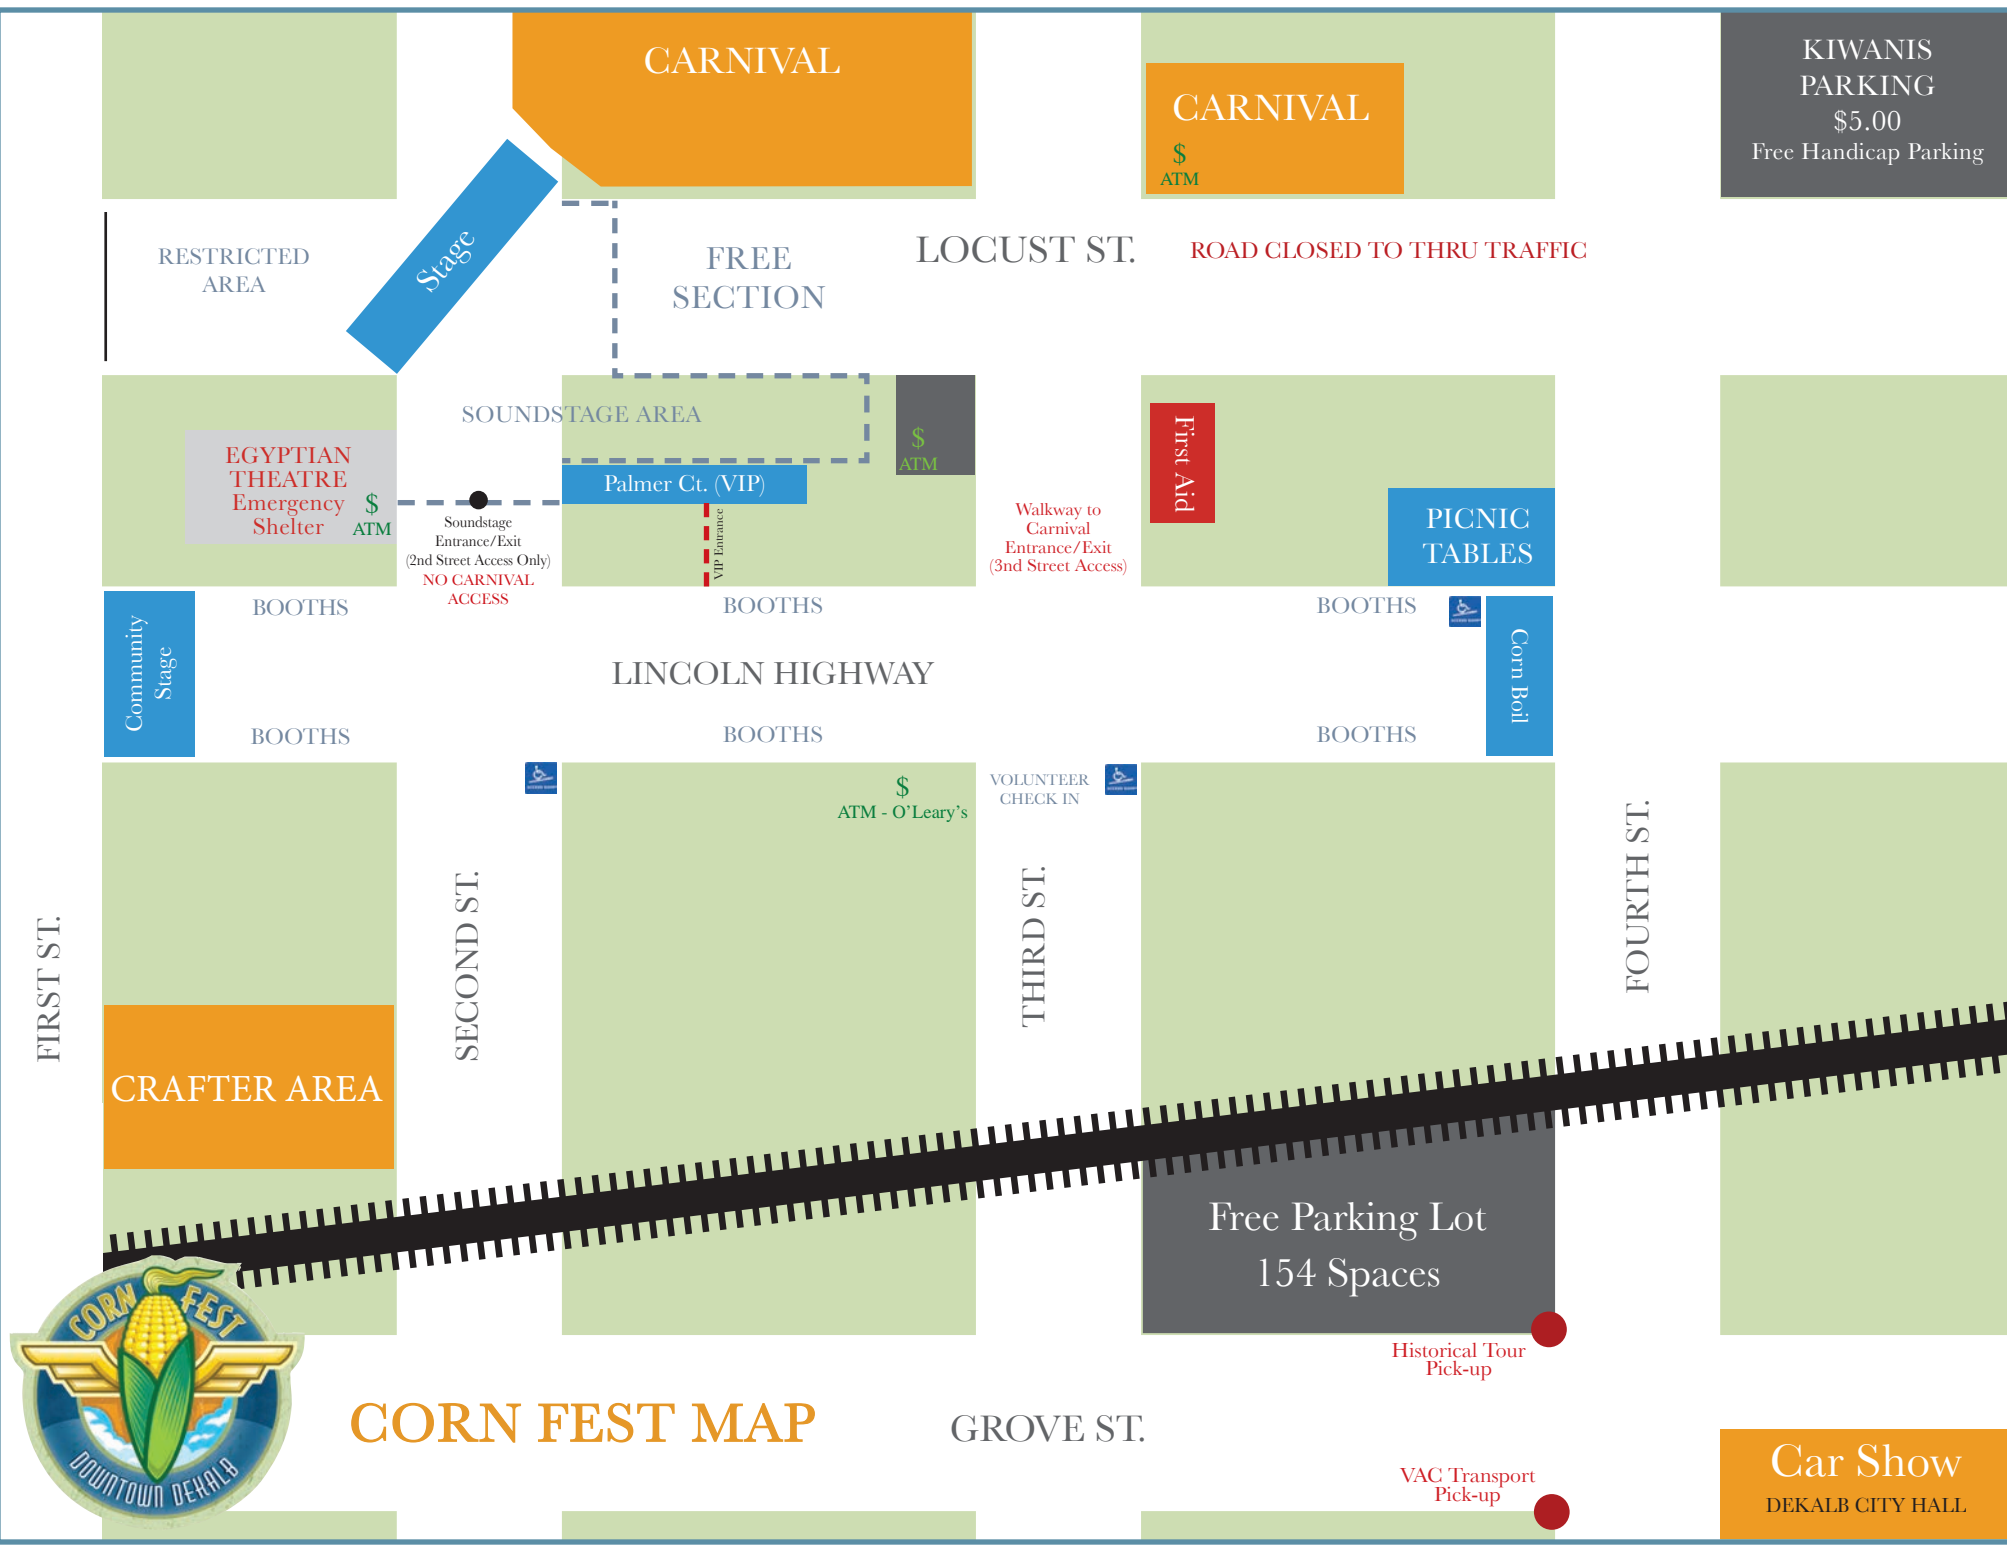 CARNIVAL
CARNIVAL
$
ATM
KIWANIS
PARKING
$5.00
Free Handicap Parking
RESTRICTED
AREA
Stage
FREE
SECTION
LOCUST ST.
ROAD CLOSED TO THRU TRAFFIC
SOUNDSTAGE AREA
$
ATM
First Aid
EGYPTIAN
THEATRE
Emergency
Shelter
$
ATM
Palmer Ct. (VIP)
VIP Entrance
Soundstage
Entrance/Exit
(2nd Street Access Only)
NO CARNIVAL
ACCESS
Walkway to
Carnival
Entrance/Exit
(3nd Street Access)
PICNIC
TABLES
Community
Stage
BOOTHS
BOOTHS
BOOTHS
Corn Boil
LINCOLN HIGHWAY
BOOTHS
BOOTHS
BOOTHS
$
ATM - O'Leary's
VOLUNTEER
CHECK IN
FIRST ST.
SECOND ST.
THIRD ST.
FOURTH ST.
CRAFTER AREA
Free Parking Lot
154 Spaces
Historical Tour
Pick-up
CORN FEST
DOWNTOWN DEKALB
CORN FEST MAP
GROVE ST.
VAC Transport
Pick-up
Car Show
DEKALB CITY HALL